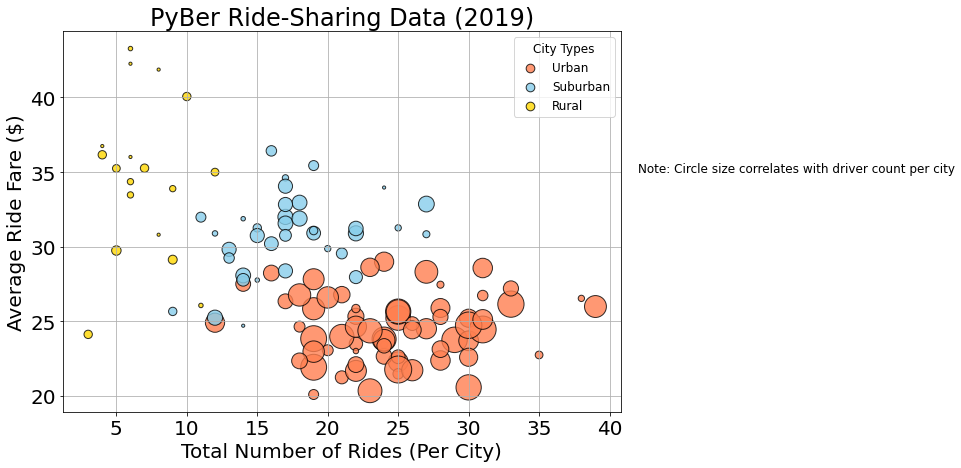 PyBer Ride-Sharing Data (2019)
City Types
Urban
Suburban
Rural
Note: Circle size correlates with driver count per city
Average Ride Fare ($)
40
35
30
25
20
5 10 15 20 25 30 35 40
Total Number of Rides (Per City)